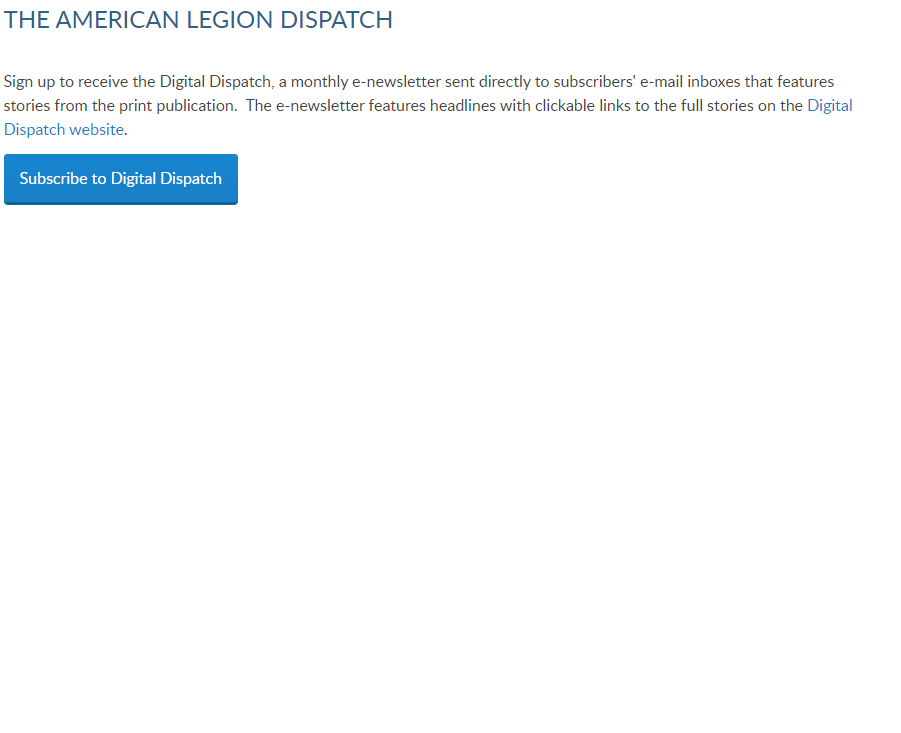 THE AMERICAN LEGION DISPATCH
Sign up to receive the Digital Dispatch, a monthly e-newsletter sent directly to subscribers' e-mail inboxes that features
stories from the print publication.  The e-newsletter features headlines with clickable links to the full stories on the Digital
Dispatch website.
Subscribe to Digital Dispatch